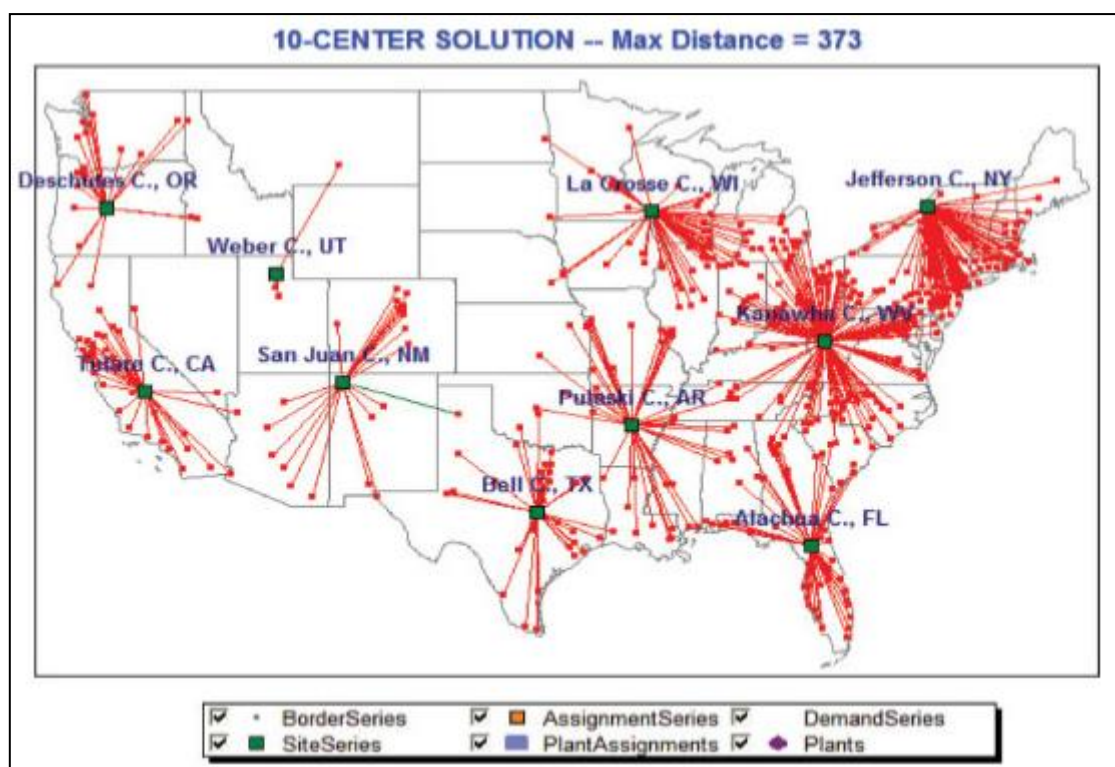 10-CENTER SOLUTION -- Max Distance = 373
Deschutes C., OR
La Crosse C., WI
Jefferson C., NY
Weber C., UT
Kanawha C., WV
Tulare C., CA
San Juan C., NM
Pulaski C., AR
Bell C., TX
Alachua C., FL
BorderSeries
AssignmentSeries
DemandSeries
SiteSeries
PlantAssignments
Plants